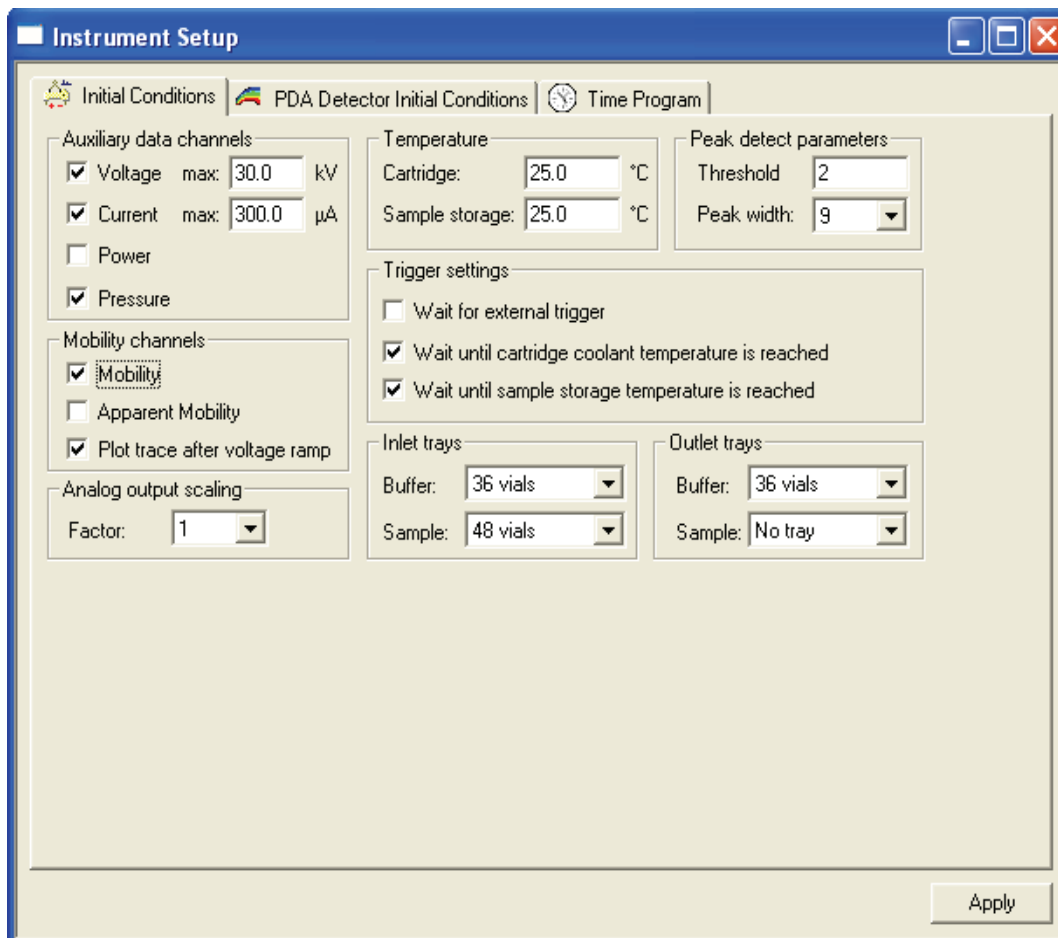 Instrument Setup
Initial Conditions PDA Detector Initial Conditions Time Program
Auxiliary data channels
Voltage max: 30.0 kV
Current max: 300.0 µA
Power
Pressure
Mobility channels
Mobility
Apparent Mobility
Plot trace after voltage ramp
Analog output scaling
Factor: 1
Temperature
Cartridge: 25.0 °C
Sample storage: 25.0 °C
Peak detect parameters
Threshold 2
Peak width: 9
Trigger settings
Wait for external trigger
Wait until cartridge coolant temperature is reached
Wait until sample storage temperature is reached
Inlet trays
Buffer: 36 vials
Sample: 48 vials
Outlet trays
Buffer: 36 vials
Sample: No tray
Apply